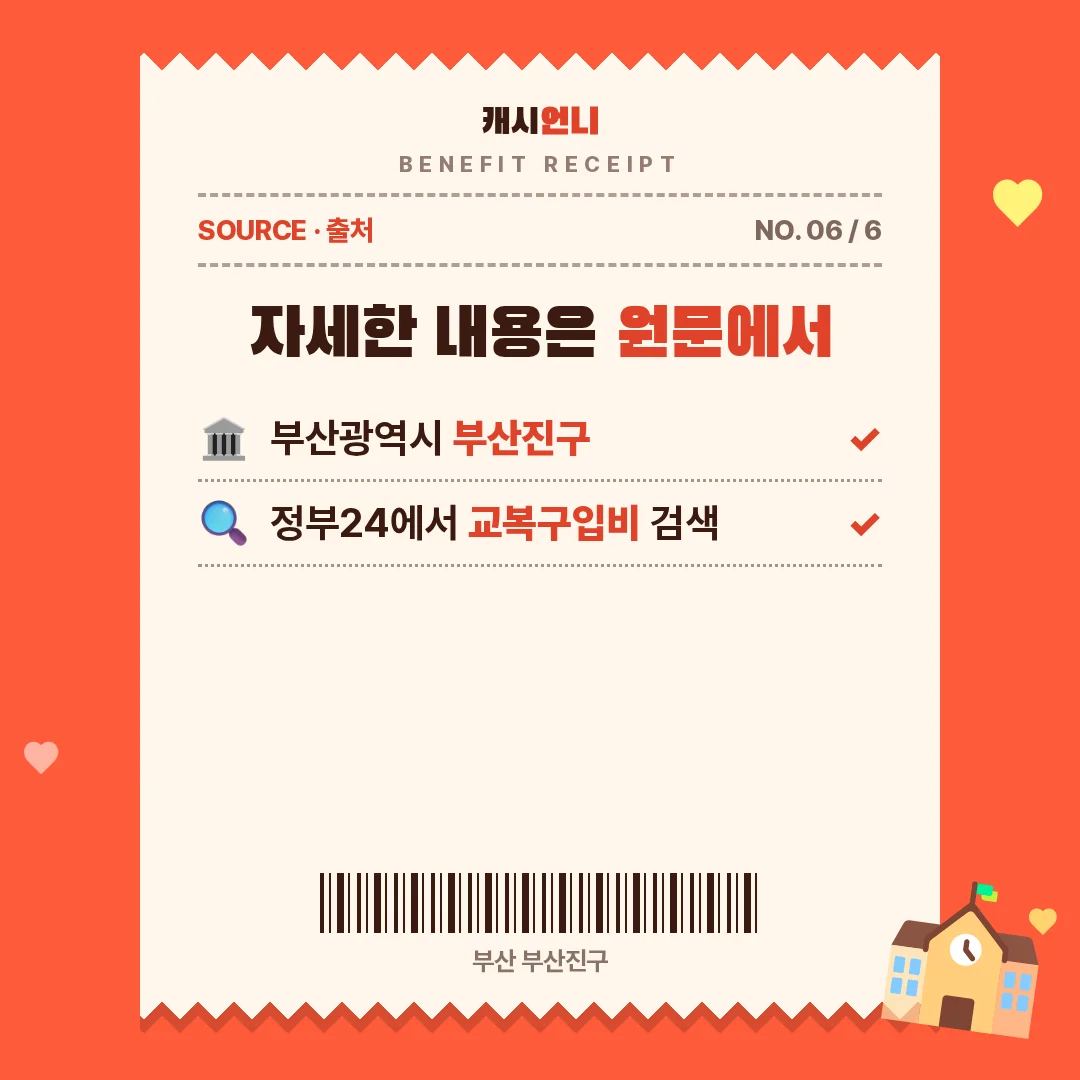 캐시언니
BENEFIT RECEIPT
SOURCE · 출처
NO. 06 / 6
자세한 내용은 원문에서
부산광역시 부산진구
정부24에서 교복구입비 검색
부산 부산진구